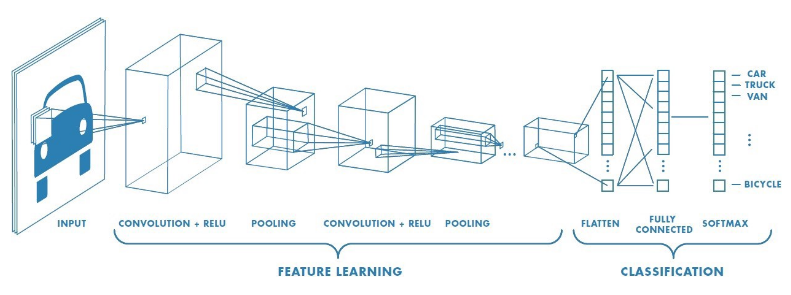 CAR
TRUCK
VAN
BICYCLE
INPUT
CONVOLUTION + RELU
POOLING
CONVOLUTION + RELU
POOLING
FLATTEN
FULLY
CONNECTED
SOFTMAX
FEATURE LEARNING
CLASSIFICATION